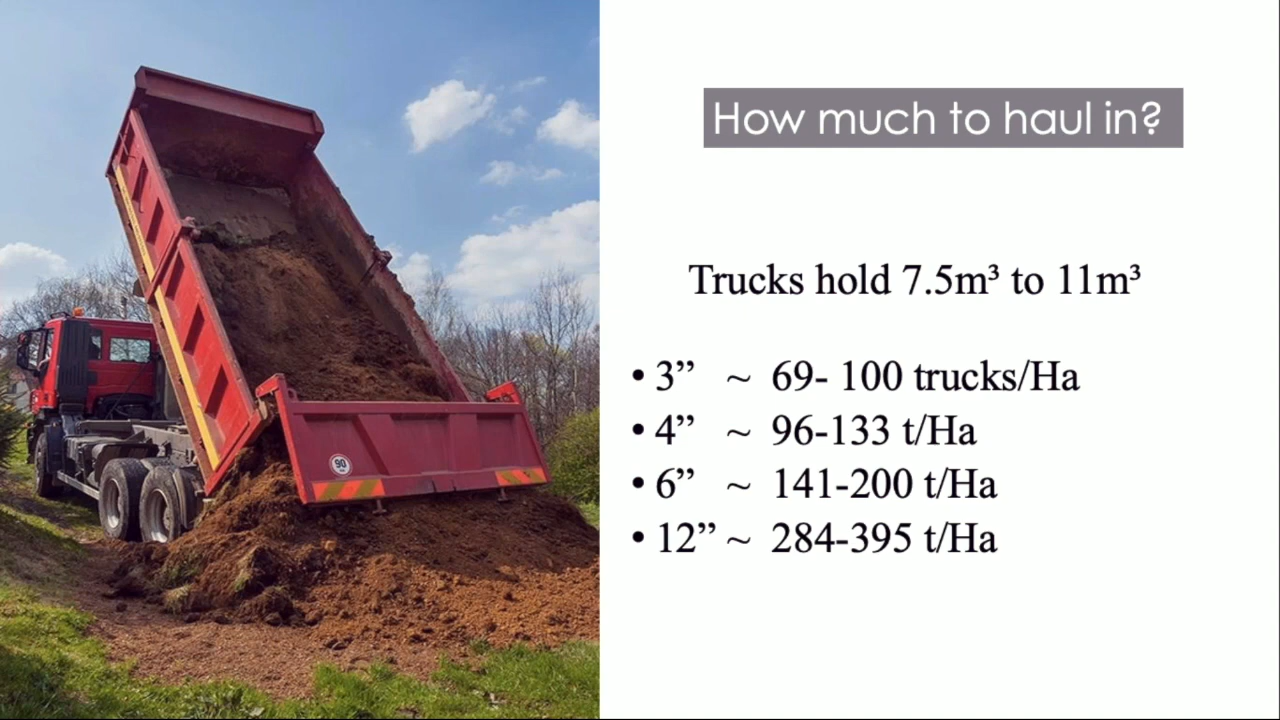 How much to haul in?
Trucks hold 7.5m³ to 11m³
• 3” ~ 69- 100 trucks/Ha
• 4” ~ 96-133 t/Ha
• 6” ~ 141-200 t/Ha
• 12” ~ 284-395 t/Ha
90